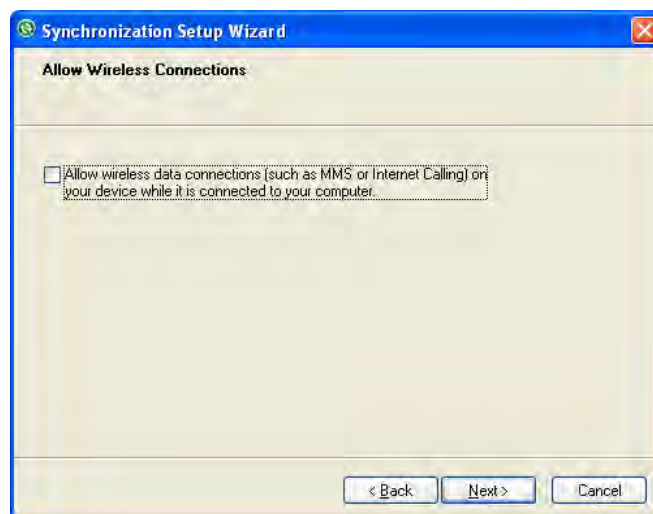 Synchronization Setup Wizard
Allow Wireless Connections
Allow wireless data connections (such as MMS or Internet Calling) on
your device while it is connected to your computer.
< Back Next > Cancel